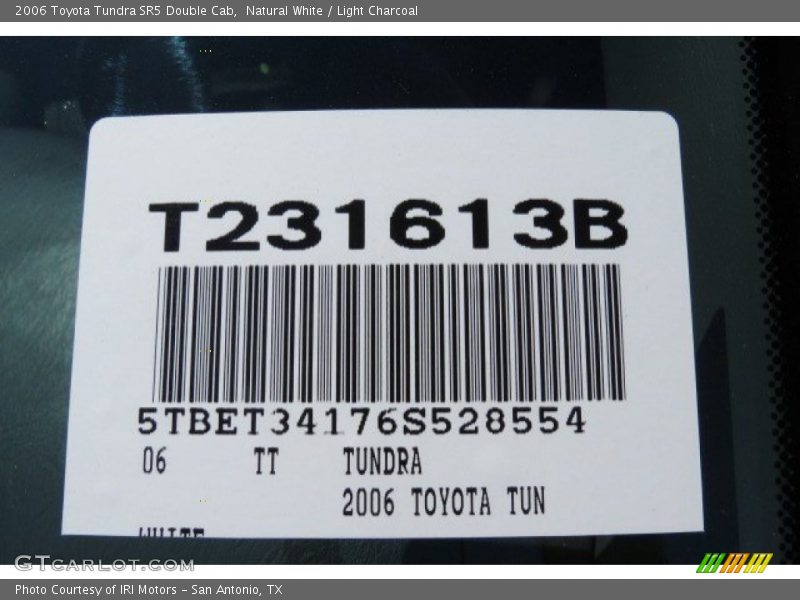 2006 Toyota Tundra SR5 Double Cab,  Natural White / Light Charcoal
T231613B
5TBET34176S528554
06 TT TUNDRA
2006 TOYOTA TUN
WHITE
GTCARLOT.COM
Photo Courtesy of IRI Motors – San Antonio, TX